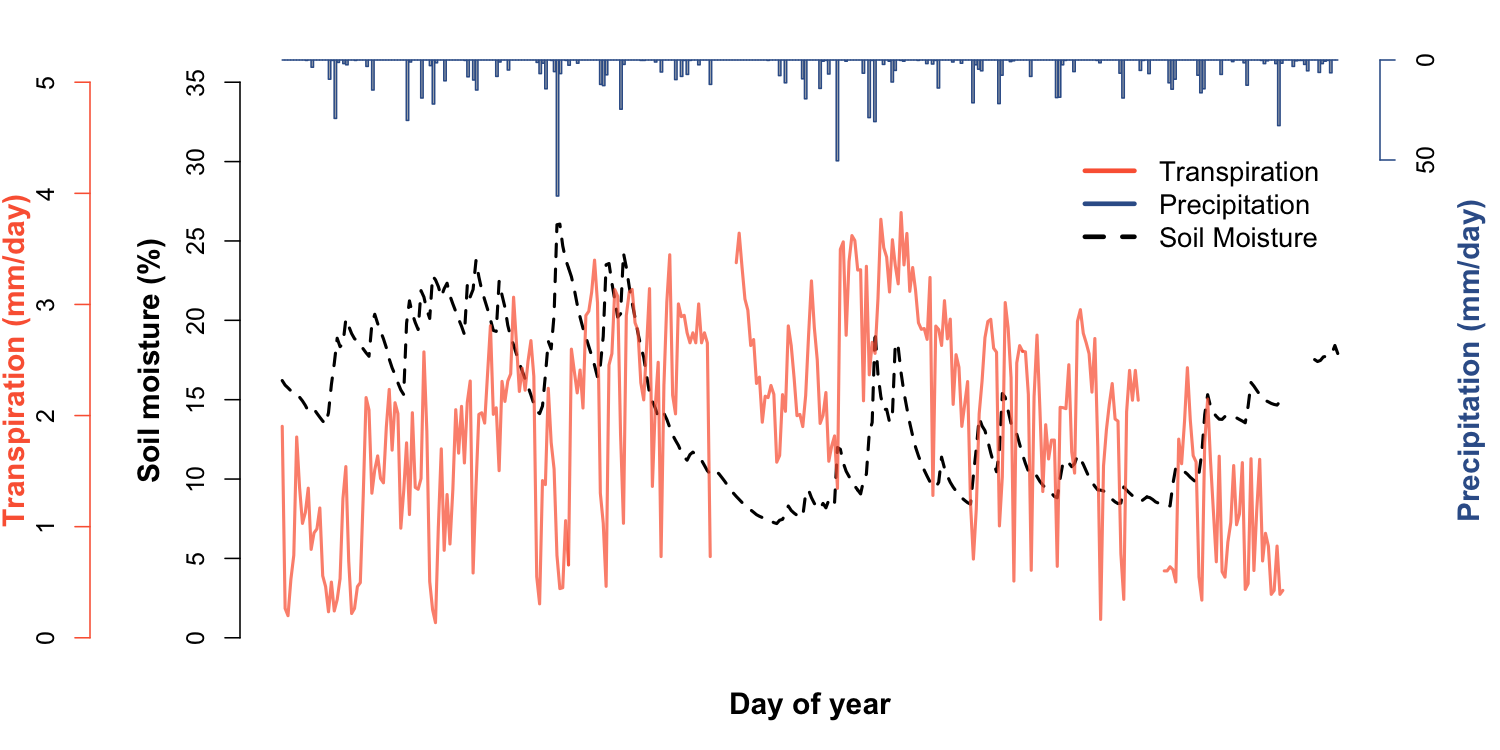 Transpiration (mm/day)
0
1
2
3
4
5
Soil moisture (%)
0
5
10
15
20
25
30
35
Transpiration
Precipitation
Soil Moisture
0
50
Precipitation (mm/day)
Day of year